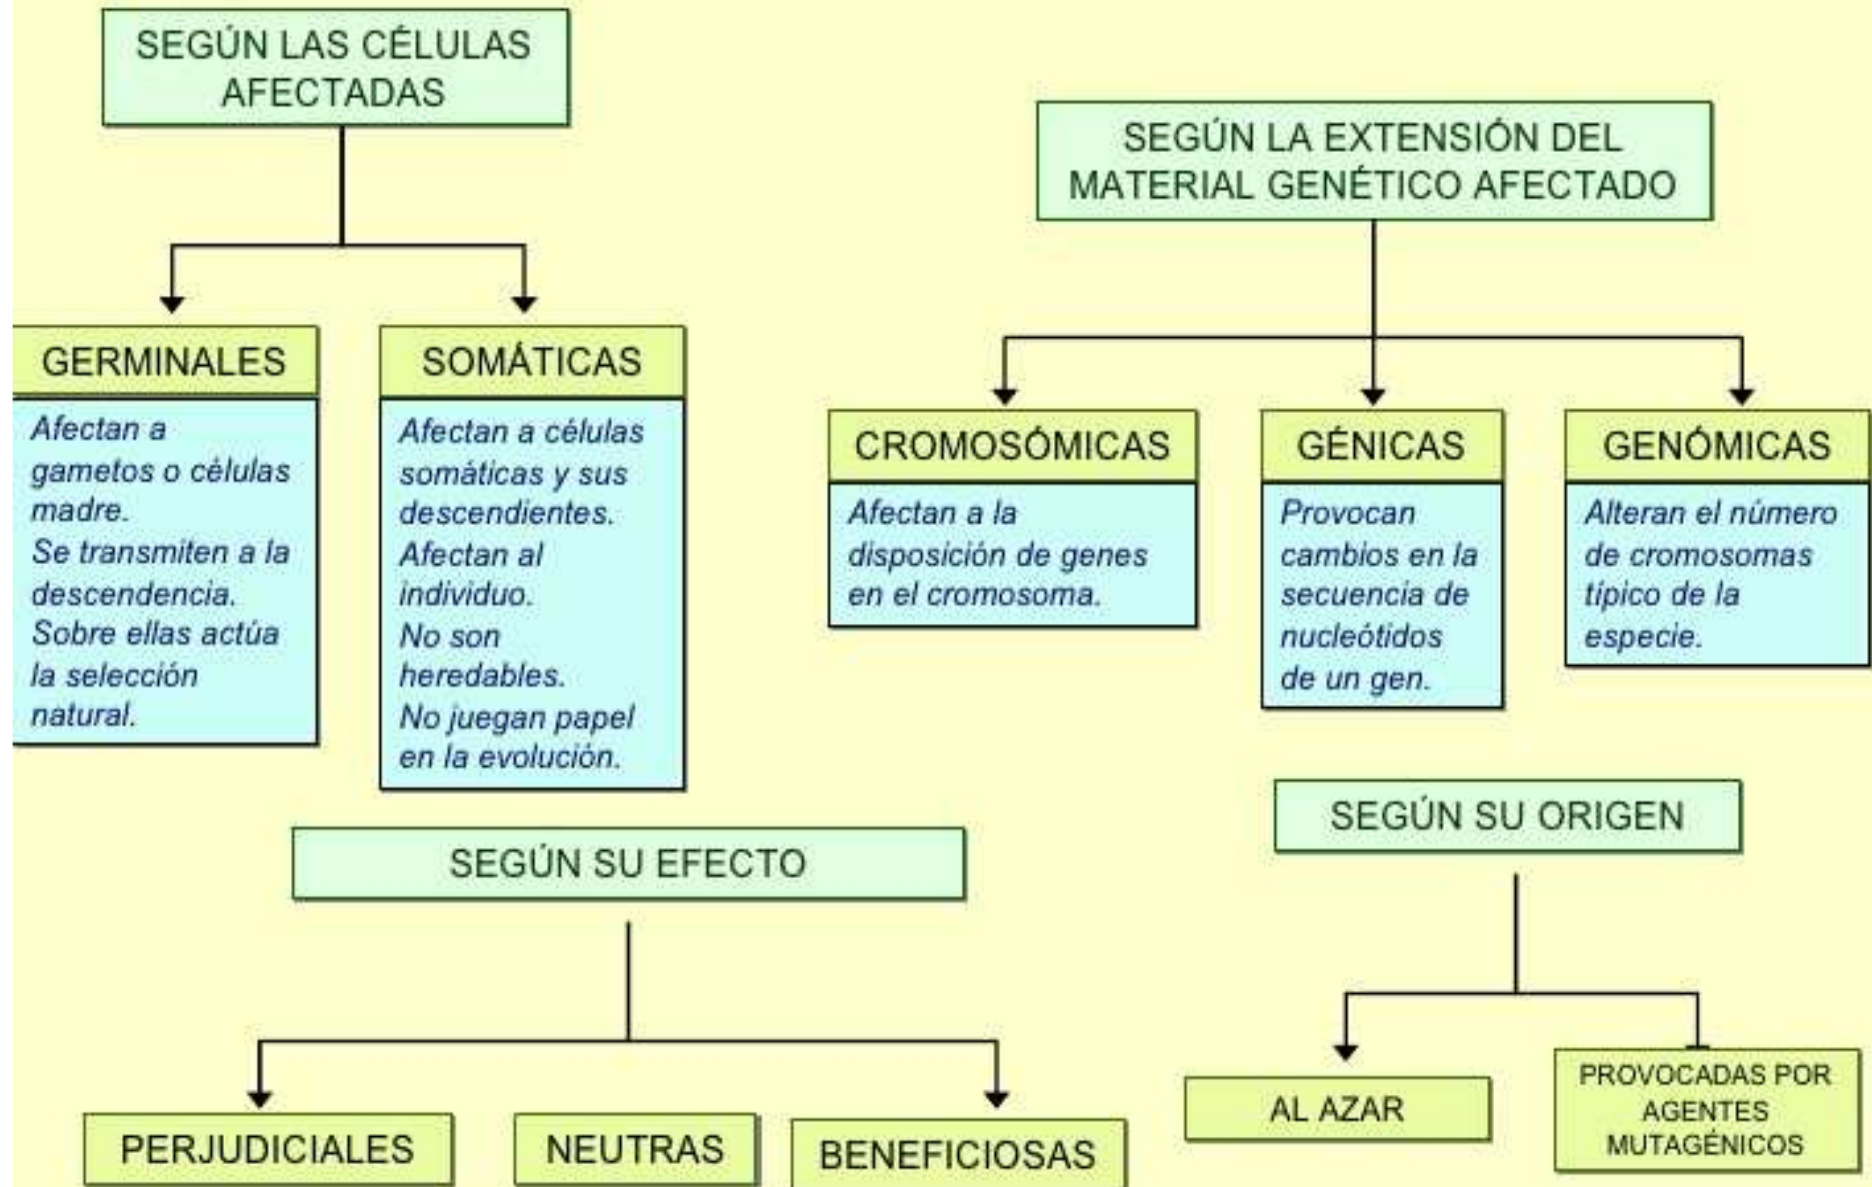 SEGÚN LAS CÉLULAS
AFECTADAS
GERMINALES
Afectan a
gametos o células
madre.
Se transmiten a la
descendencia.
Sobre ellas actúa
la selección
natural.
SOMÁTICAS
Afectan a células
somáticas y sus
descendientes.
Afectan al
individuo.
No son
heredables.
No juegan papel
en la evolución.
SEGÚN LA EXTENSIÓN DEL
MATERIAL GENÉTICO AFECTADO
CROMOSÓMICAS
Afectan a la
disposición de genes
en el cromosoma.
GÉNICAS
Provocan
cambios en la
secuencia de
nucleótidos
de un gen.
GENÓMICAS
Alteran el número
de cromosomas
típico de la
especie.
SEGÚN SU EFECTO
PERJUDICIALES
NEUTRAS
BENEFICIOSAS
SEGÚN SU ORIGEN
AL AZAR
PROVOCADAS POR
AGENTES
MUTAGÉNICOS